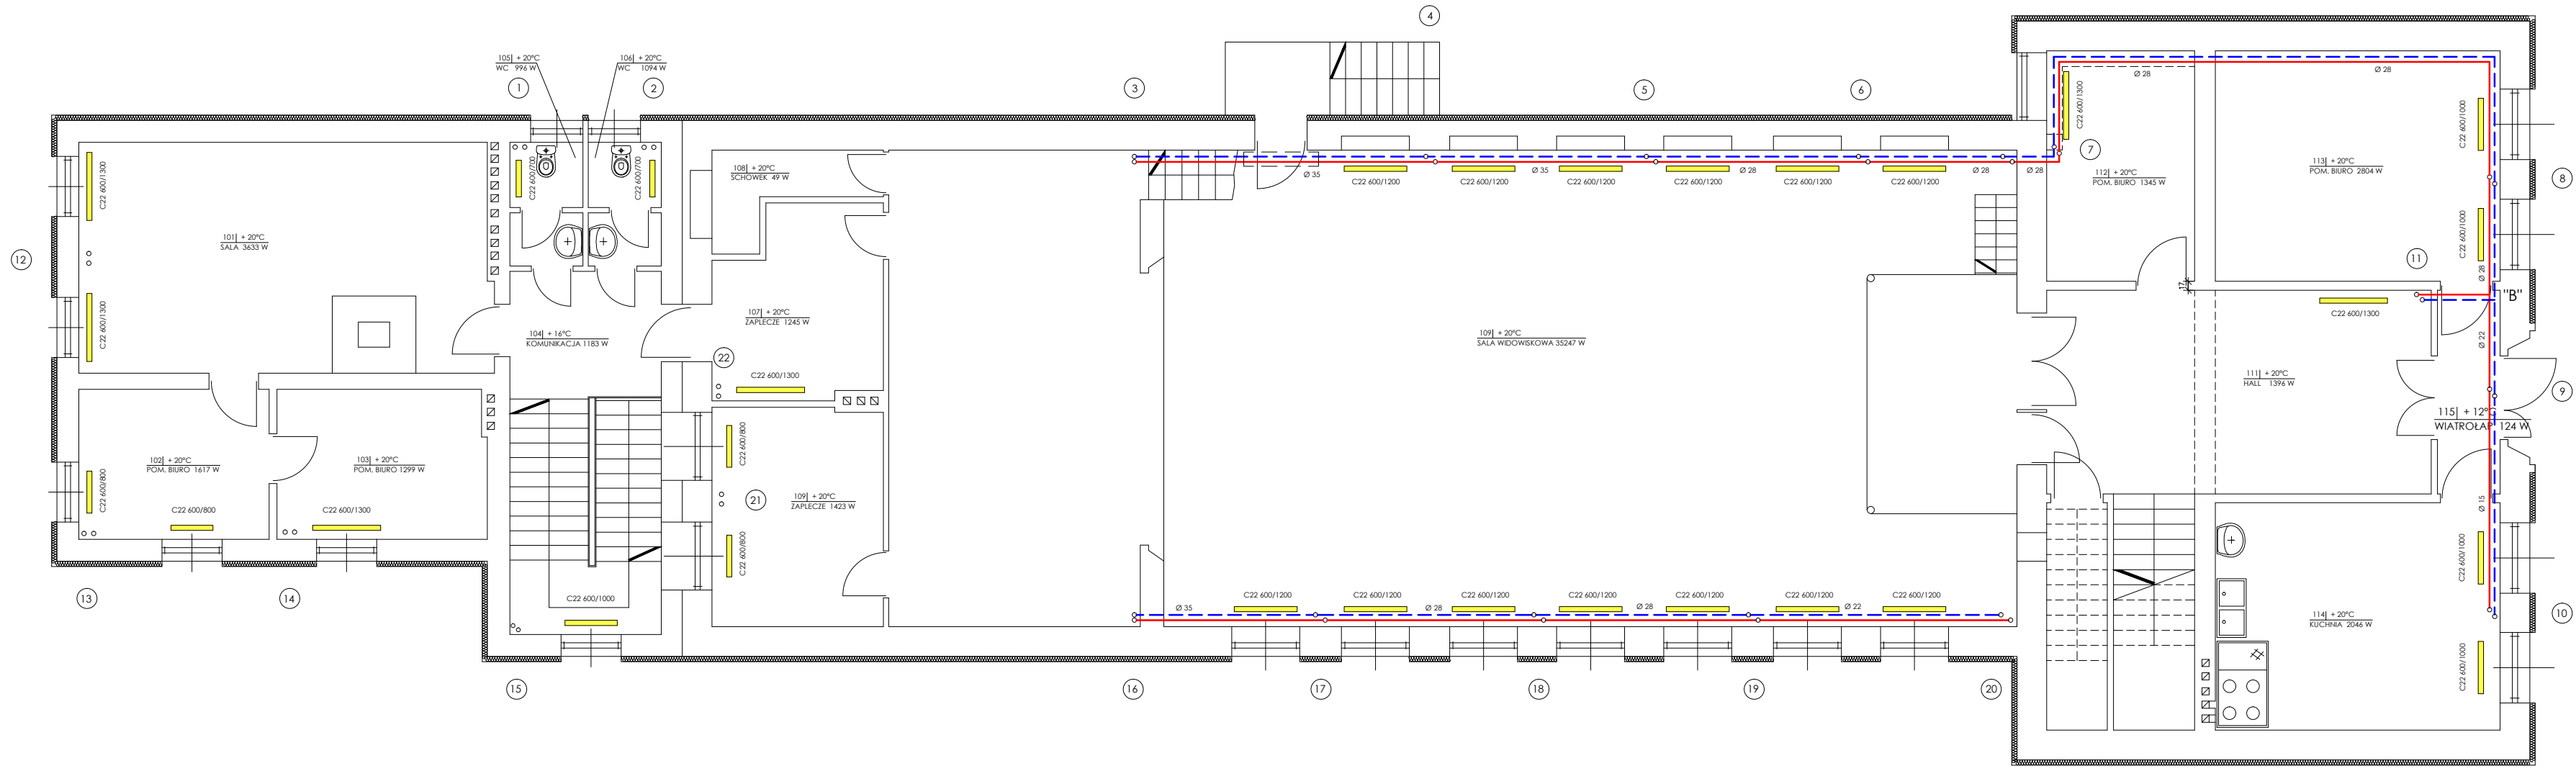 4
105| + 20°C
WC 996 W
106| + 20°C
WC 1094 W
1
2
3
5
6
Ø 28
Ø 28
C22 600/1300
C22 600/1000
7
8
C22 600/1300
C22 600/700
C22 600/700
108| + 20°C
SCHOWEK 49 W
Ø 35
C22 600/1200
C22 600/1200
Ø 35
C22 600/1200
C22 600/1200
Ø 28
C22 600/1200
C22 600/1200
Ø 28
Ø 28
112| + 20°C
POM. BIURO 1345 W
113| + 20°C
POM. BIURO 2804 W
101| + 20°C
SALA 3633 W
12
C22 600/1000
11
Ø 28
17
"B"
C22 600/1300
C22 600/1300
107| + 20°C
ZAPLECZE 1245 W
104| + 16°C
KOMUNIKACJA 1183 W
109| + 20°C
SALA WIDOWISKOWA 35247 W
Ø 22
22
C22 600/1300
111| + 20°C
HALL 1396 W
9
115| + 12°C
WIATROŁAP 124 W
C22 600/800
102| + 20°C
POM. BIURO 1617 W
103| + 20°C
POM. BIURO 1299 W
C22 600/800
C22 600/800
C22 600/1300
21
109| + 20°C
ZAPLECZE 1423 W
Ø 15
C22 600/800
C22 600/1000
13
14
C22 600/1000
Ø 35
C22 600/1200
C22 600/1200
Ø 28
C22 600/1200
C22 600/1200
Ø 28
C22 600/1200
C22 600/1200
Ø 22
C22 600/1200
114| + 20°C
KUCHNIA 2046 W
10
C22 600/1000
15
16
17
18
19
20